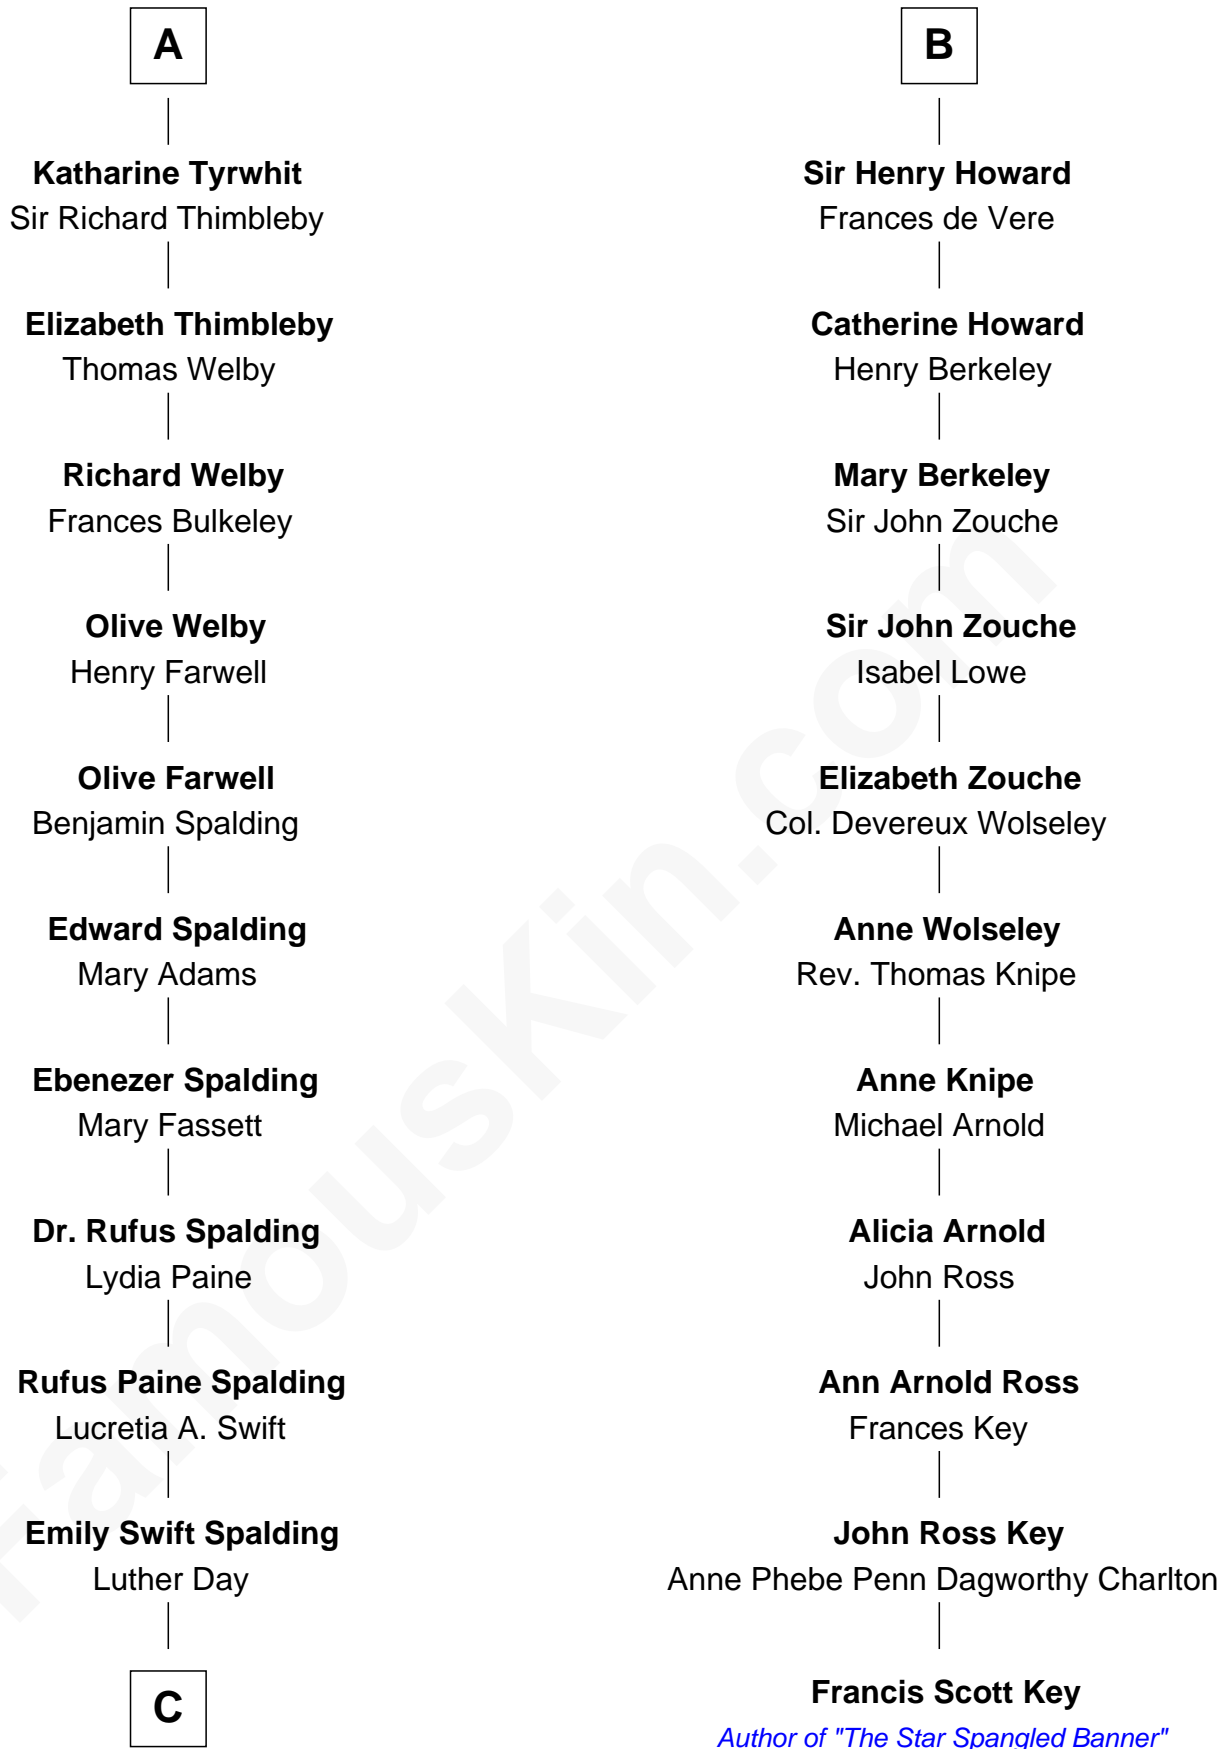 A
Katharine Tyrwhit
Sir Richard Thimbleby
Elizabeth Thimbleby
Thomas Welby
Richard Welby
Frances Bulkeley
Olive Welby
Henry Farwell
Olive Farwell
Benjamin Spalding
Edward Spalding
Mary Adams
Ebenezer Spalding
Mary Fassett
Dr. Rufus Spalding
Lydia Paine
Rufus Paine Spalding
Lucretia A. Swift
Emily Swift Spalding
Luther Day
C
B
Sir Henry Howard
Frances de Vere
Catherine Howard
Henry Berkeley
Mary Berkeley
Sir John Zouche
Sir John Zouche
Isabel Lowe
Elizabeth Zouche
Col. Devereux Wolseley
Anne Wolseley
Rev. Thomas Knipe
Anne Knipe
Michael Arnold
Alicia Arnold
John Ross
Ann Arnold Ross
Frances Key
John Ross Key
Anne Phebe Penn Dagworthy Charlton
Francis Scott Key
Author of "The Star Spangled Banner"
FamousKin.com